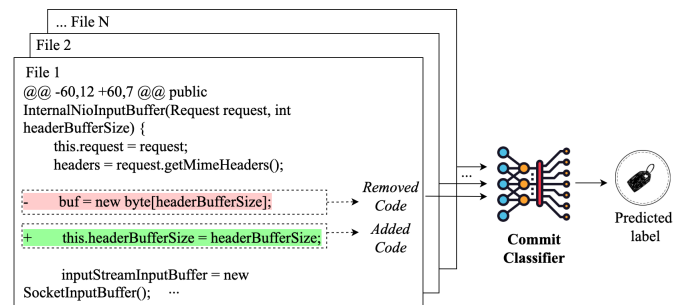 ... File N
File 2
File 1
@@ -60,12 +60,7 @@ public
InternalNioInputBuffer(Request request, int
headerBufferSize) {
this.request = request;
headers = request.getMimeHeaders();
- buf = new byte[headerBufferSize];
+ this.headerBufferSize = headerBufferSize;
inputStreamInputBuffer = new
SocketInputBuffer(); ...
Removed
Code
Added
Code
...
Commit
Classifier
Predicted
label